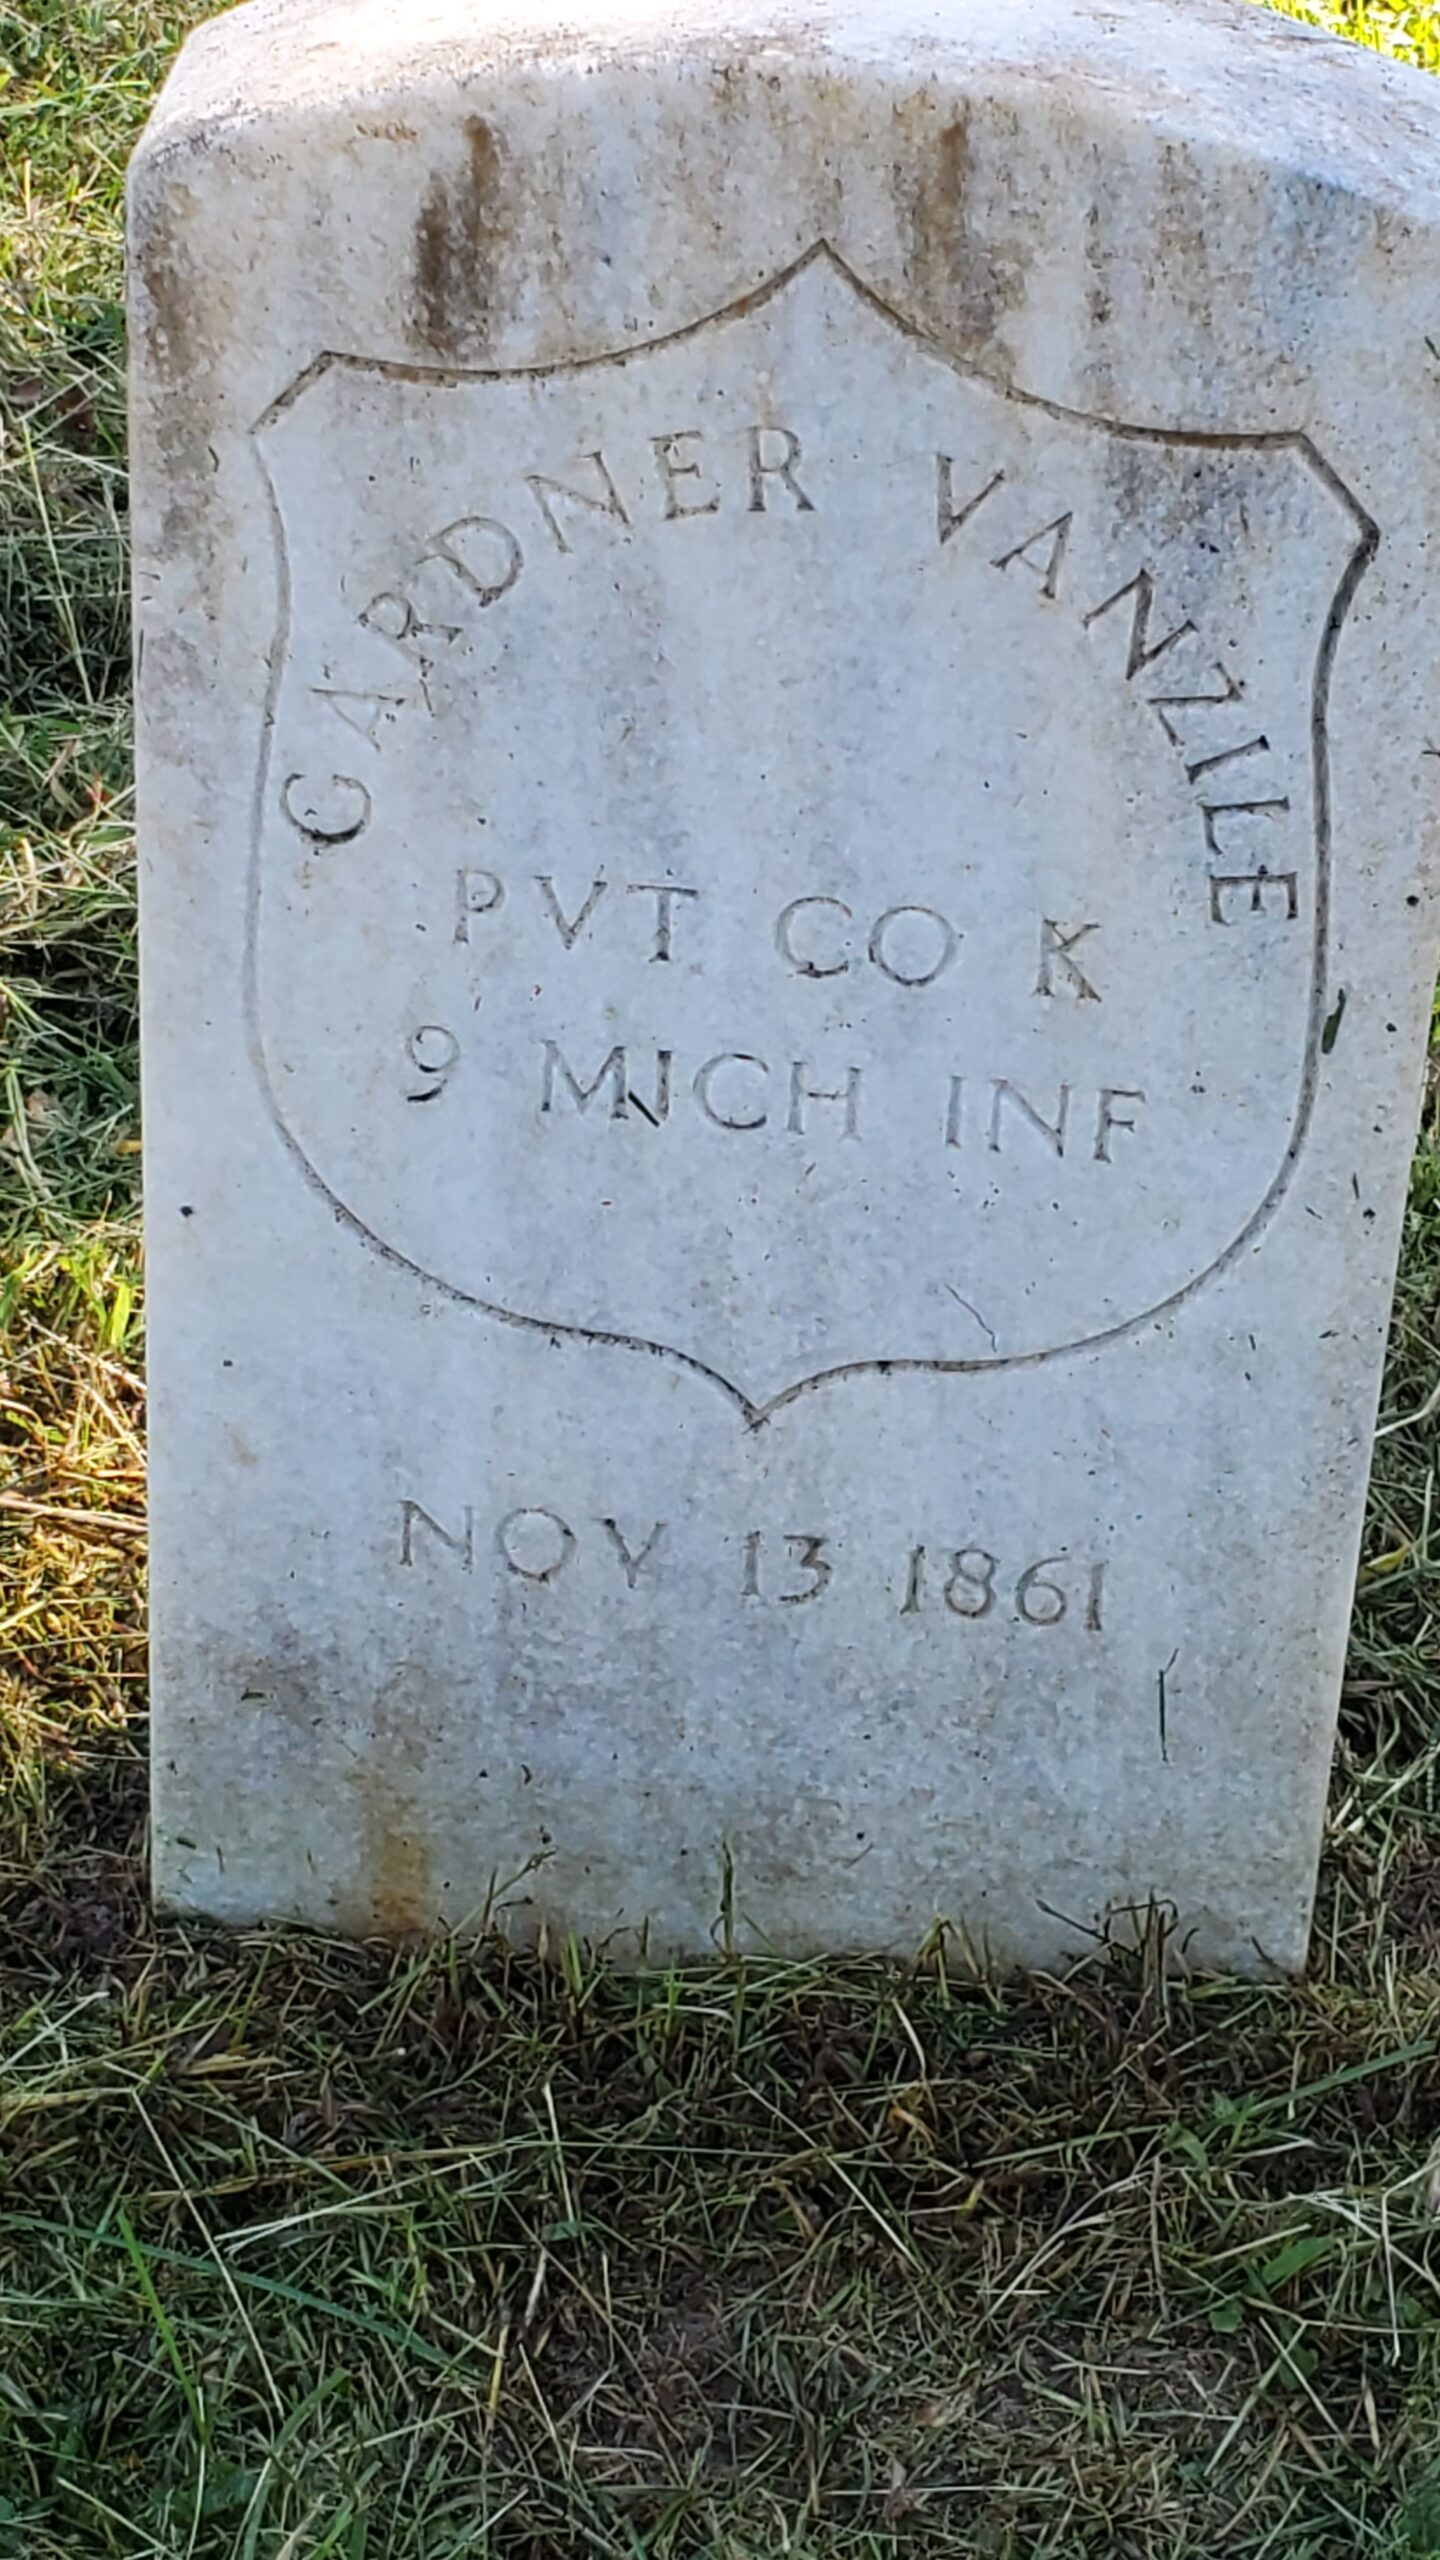 GARDNER VANZILE
PVT CO K
9 MICH INF
NOV 13 1861